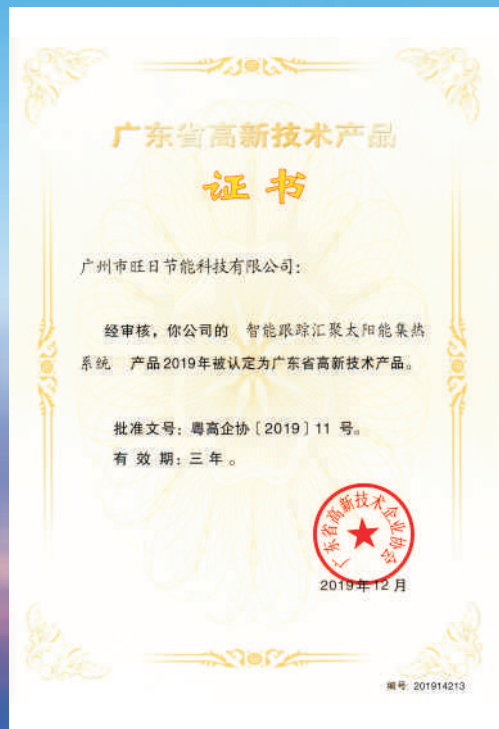 广东省高新技术产品
证书
广州市旺日节能科技有限公司：
经审核，你公司的 智能跟踪汇聚太阳能集热
系统 产品2019年被认定为广东省高新技术产品。
批准文号：粤高企协〔2019〕11 号。
有 效 期：三 年 。
广东省高新技术企业协会
2019年12月
编号: 201914213